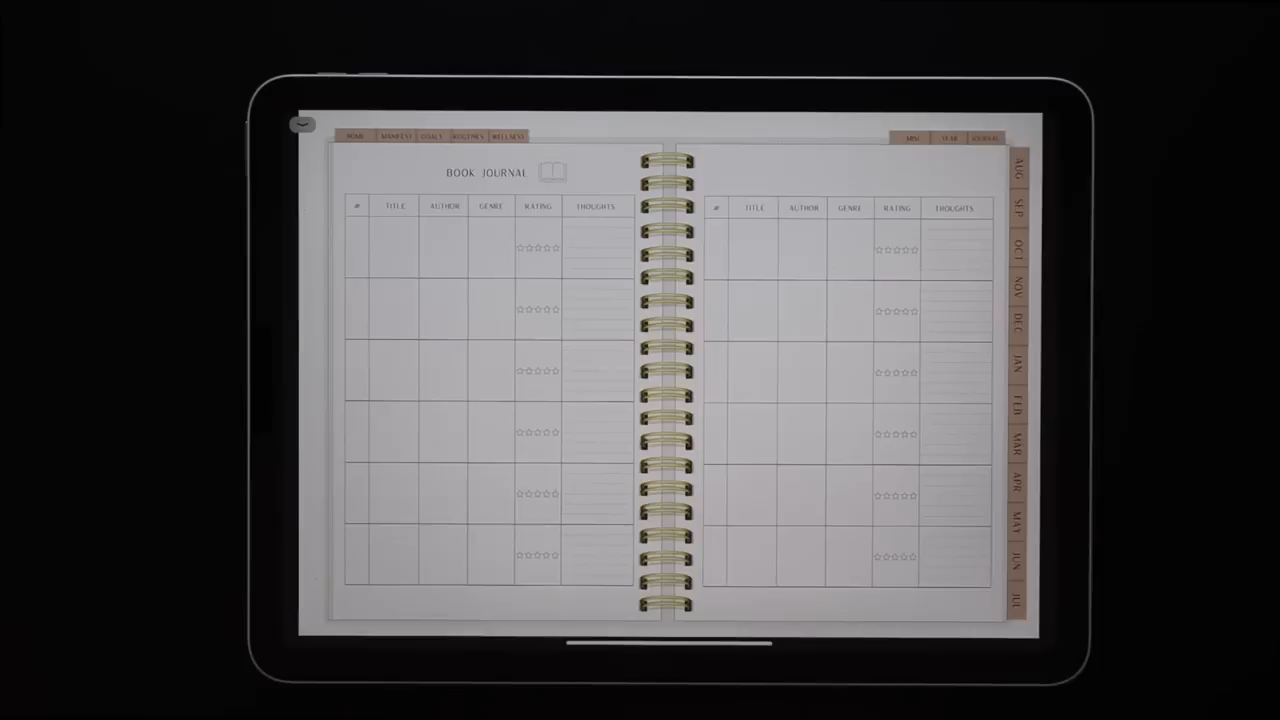 HOME MANIFEST GOALS ROUTINES WELLNESS
MISC YEAR JOURNAL
BOOK JOURNAL
# TITLE AUTHOR GENRE RATING THOUGHTS
# TITLE AUTHOR GENRE RATING THOUGHTS
AUG
SEP
OCT
NOV
DEC
JAN
FEB
MAR
APR
MAY
JUN
JUL